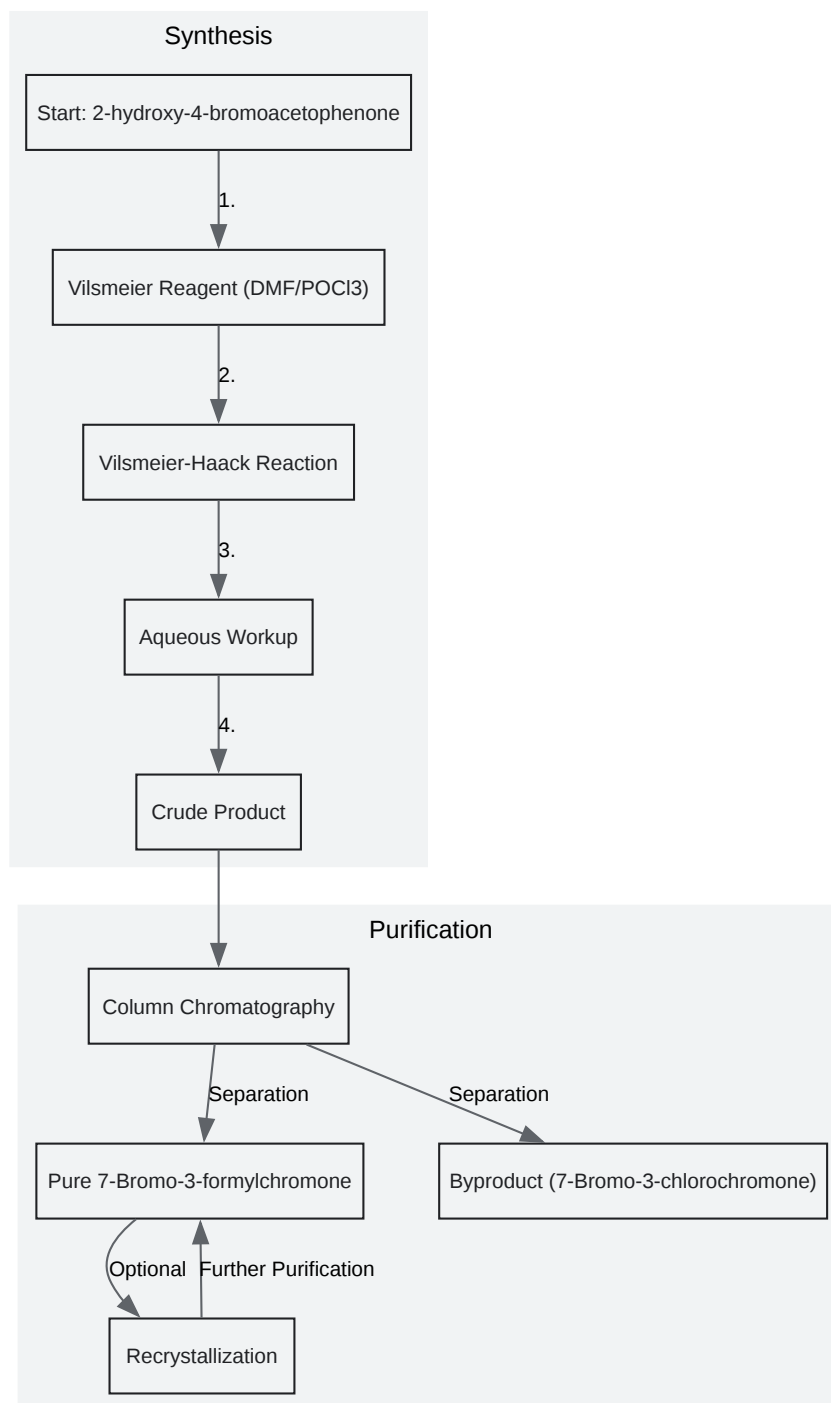 Synthesis
Start: 2-hydroxy-4-bromoacetophenone
1.
Vilsmeier Reagent (DMF/POCl3)
2.
Vilsmeier-Haack Reaction
3.
Aqueous Workup
4.
Crude Product
Purification
Column Chromatography
Separation
Separation
Pure 7-Bromo-3-formylchromone
Byproduct (7-Bromo-3-chlorochromone)
Optional
Further Purification
Recrystallization